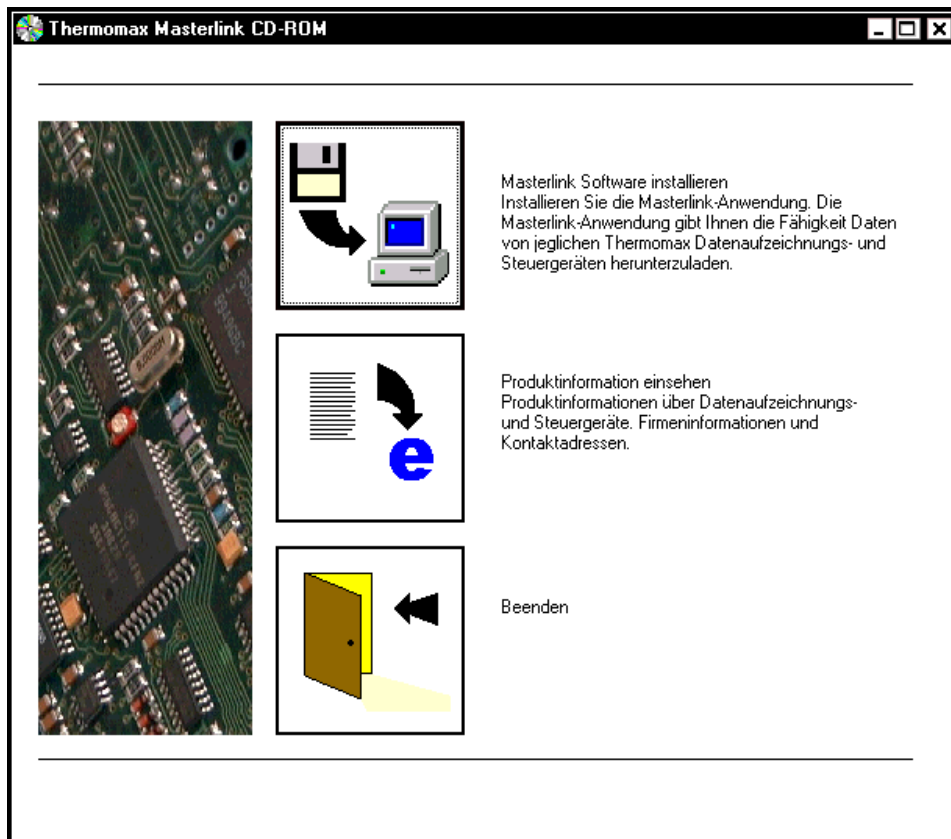 Thermomax Masterlink CD-ROM
Masterlink Software installieren
Installieren Sie die Masterlink-Anwendung. Die
Masterlink-Anwendung gibt Ihnen die Fähigkeit Daten
von jeglichen Thermomax Datenaufzeichnungs- und
Steuergeräten herunterzuladen.
Produktinformation einsehen
Produktinformationen über Datenaufzeichnungs-
und Steuergeräte. Firmeninformationen und
Kontaktadressen.
e
Beenden